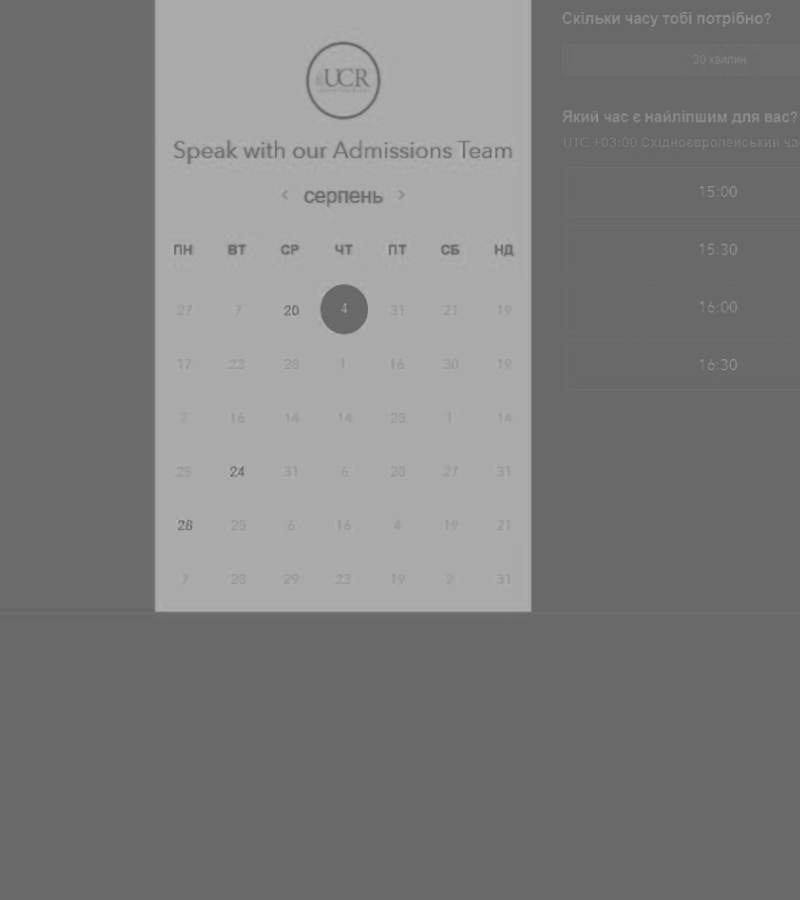 UCR
Speak with our Admissions Team
серпень
ПН ВТ СР ЧТ ПТ СБ НД
27 7 20 4 31 21 19
17 23 28 1 16 30 19
2 16 14 14 28 1 14
25 24 31 6 28 27 31
28 28 6 16 4 19 21
7 28 29 23 19 2 31
Скільки часу тобі потрібно?
30 хвилин
Який час є найліпшим для вас?
UTC +03:00 Східноєвропейський
15:00
15:30
16:00
16:30